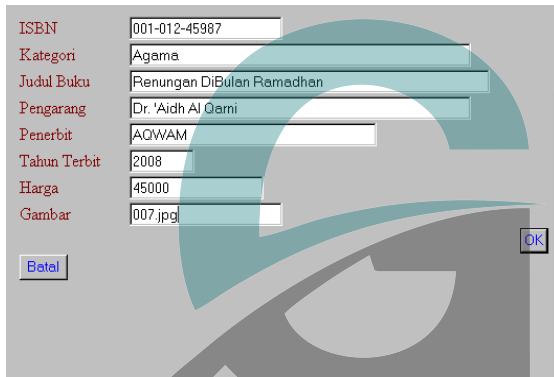 ISBN 001-012-45987
Kategori Agama
Judul Buku Renungan DiBulan Ramadhan
Pengarang Dr. 'Aidh Al Qarni
Penerbit AQWAM
Tahun Terbit 2008
Harga 45000
Gambar 007.jpg
OK
Batal